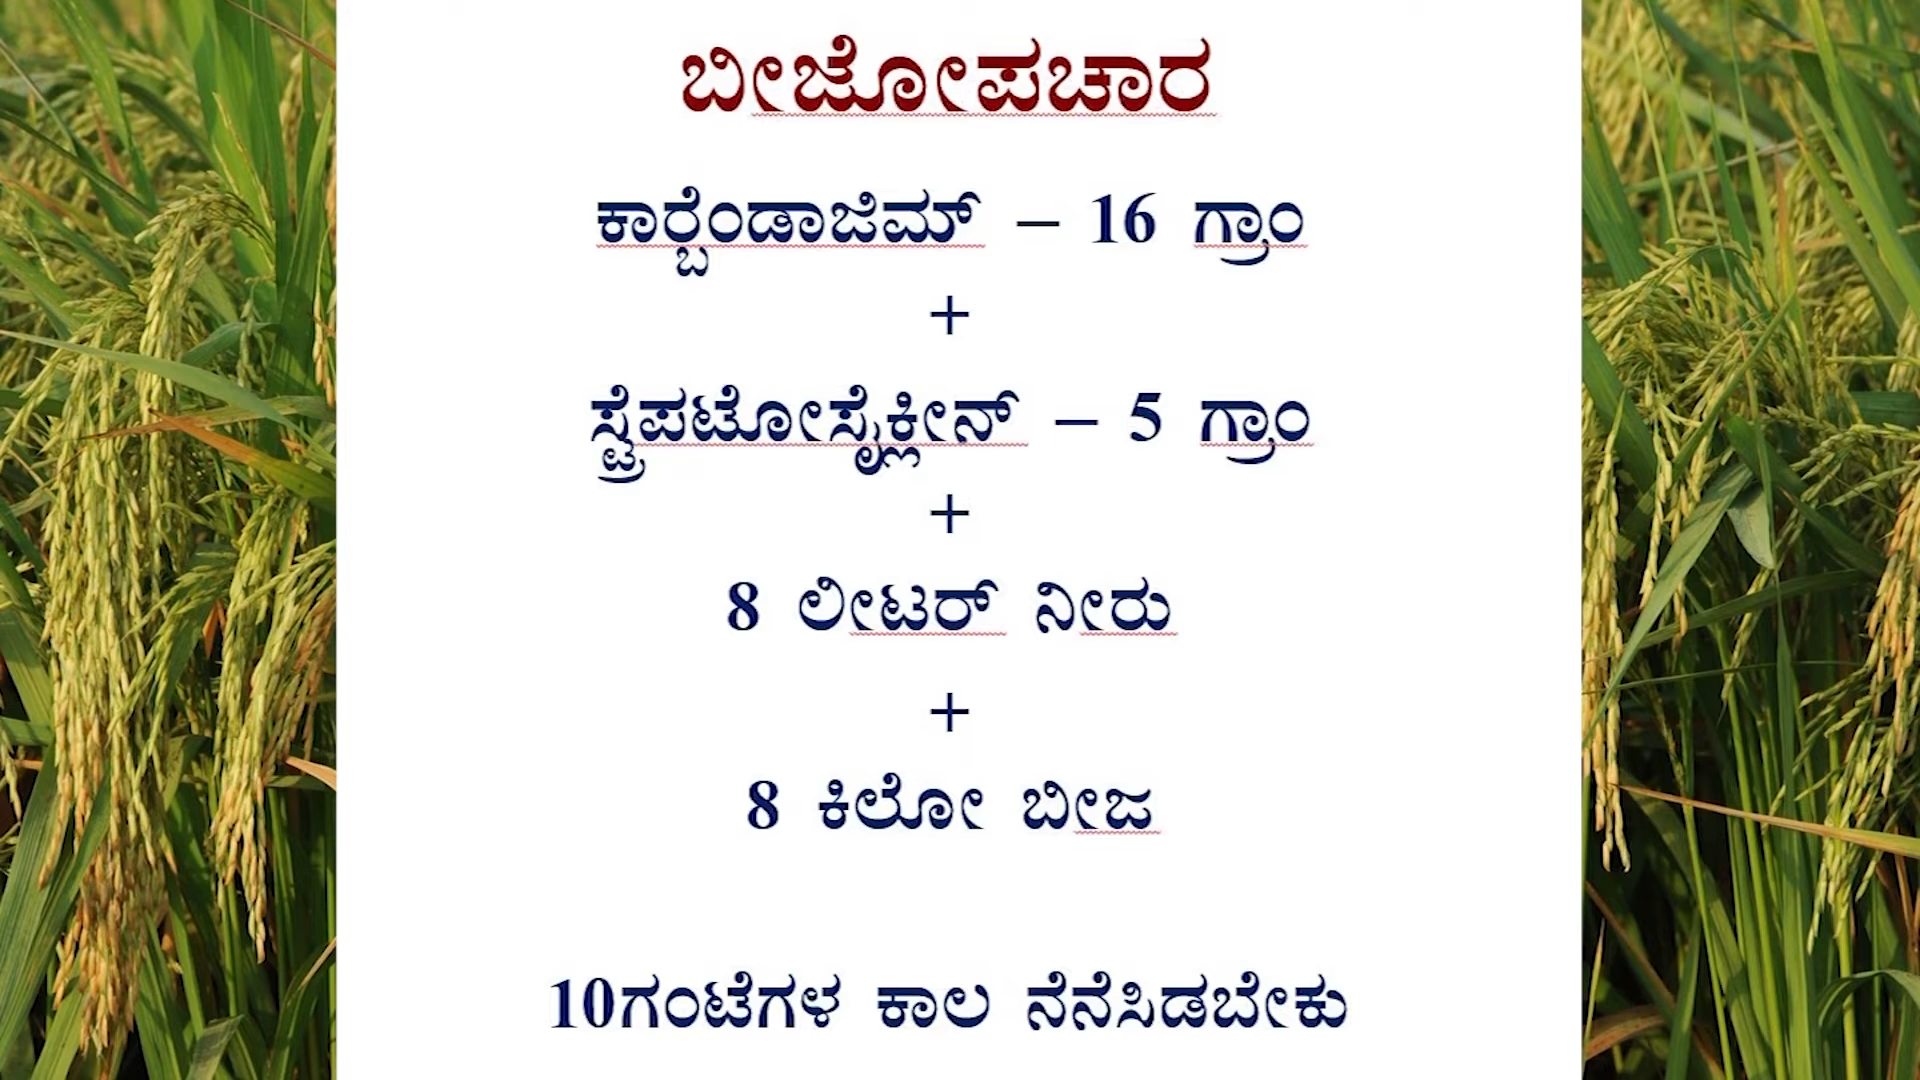 ಬೀಜೋಪಚಾರ
ಕಾರ‍್ಬೆಂಡಾಜಿಮ್ – 16 ಗ್ರಾಂ
+
ಸ್ಟ್ರೆಪಟೋಸೈಕ್ಲೀನ್ – 5 ಗ್ರಾಂ
+
8 ಲೀಟರ್ ನೀರು
+
8 ಕಿಲೋ ಬೀಜ
10ಗಂಟೆಗಳ ಕಾಲ ನೆನೆಸಿಡಬೇಕು